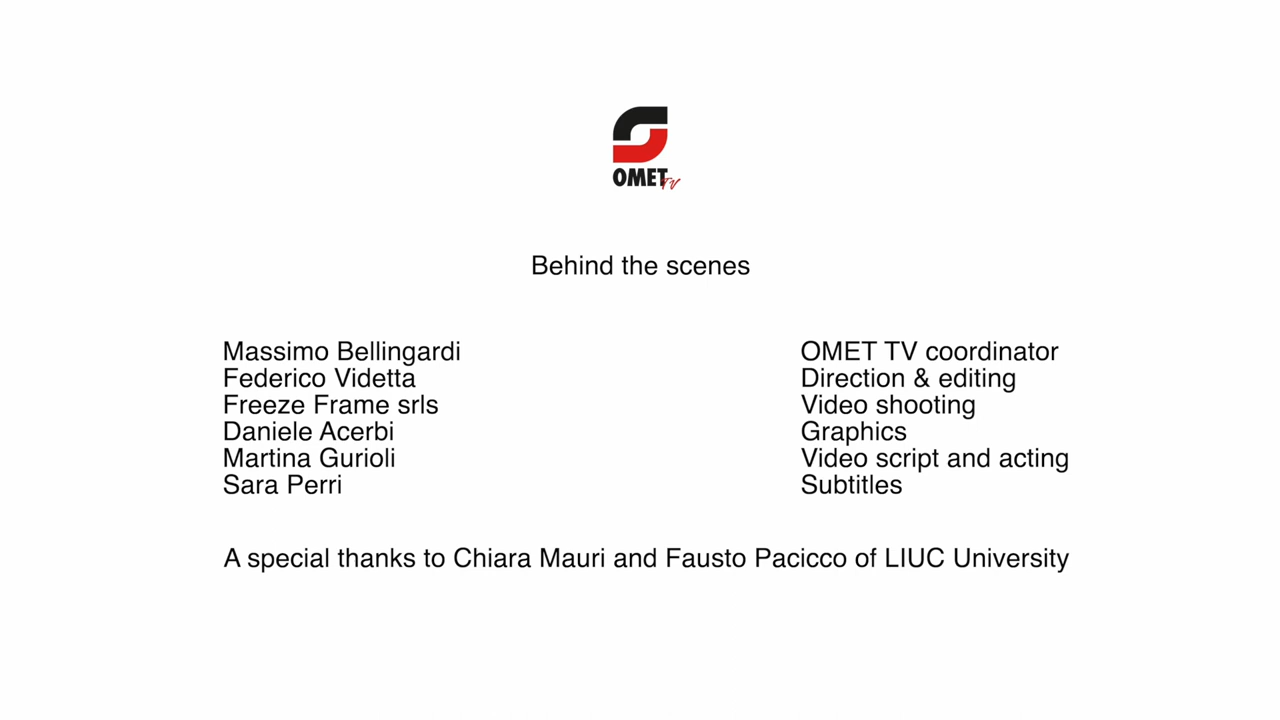 OMET TV
Behind the scenes
Massimo Bellingardi OMET TV coordinator
Federico Videtta Direction & editing
Freeze Frame srls Video shooting
Daniele Acerbi Graphics
Martina Gurioli Video script and acting
Sara Perri Subtitles
A special thanks to Chiara Mauri and Fausto Pacicco of LIUC University